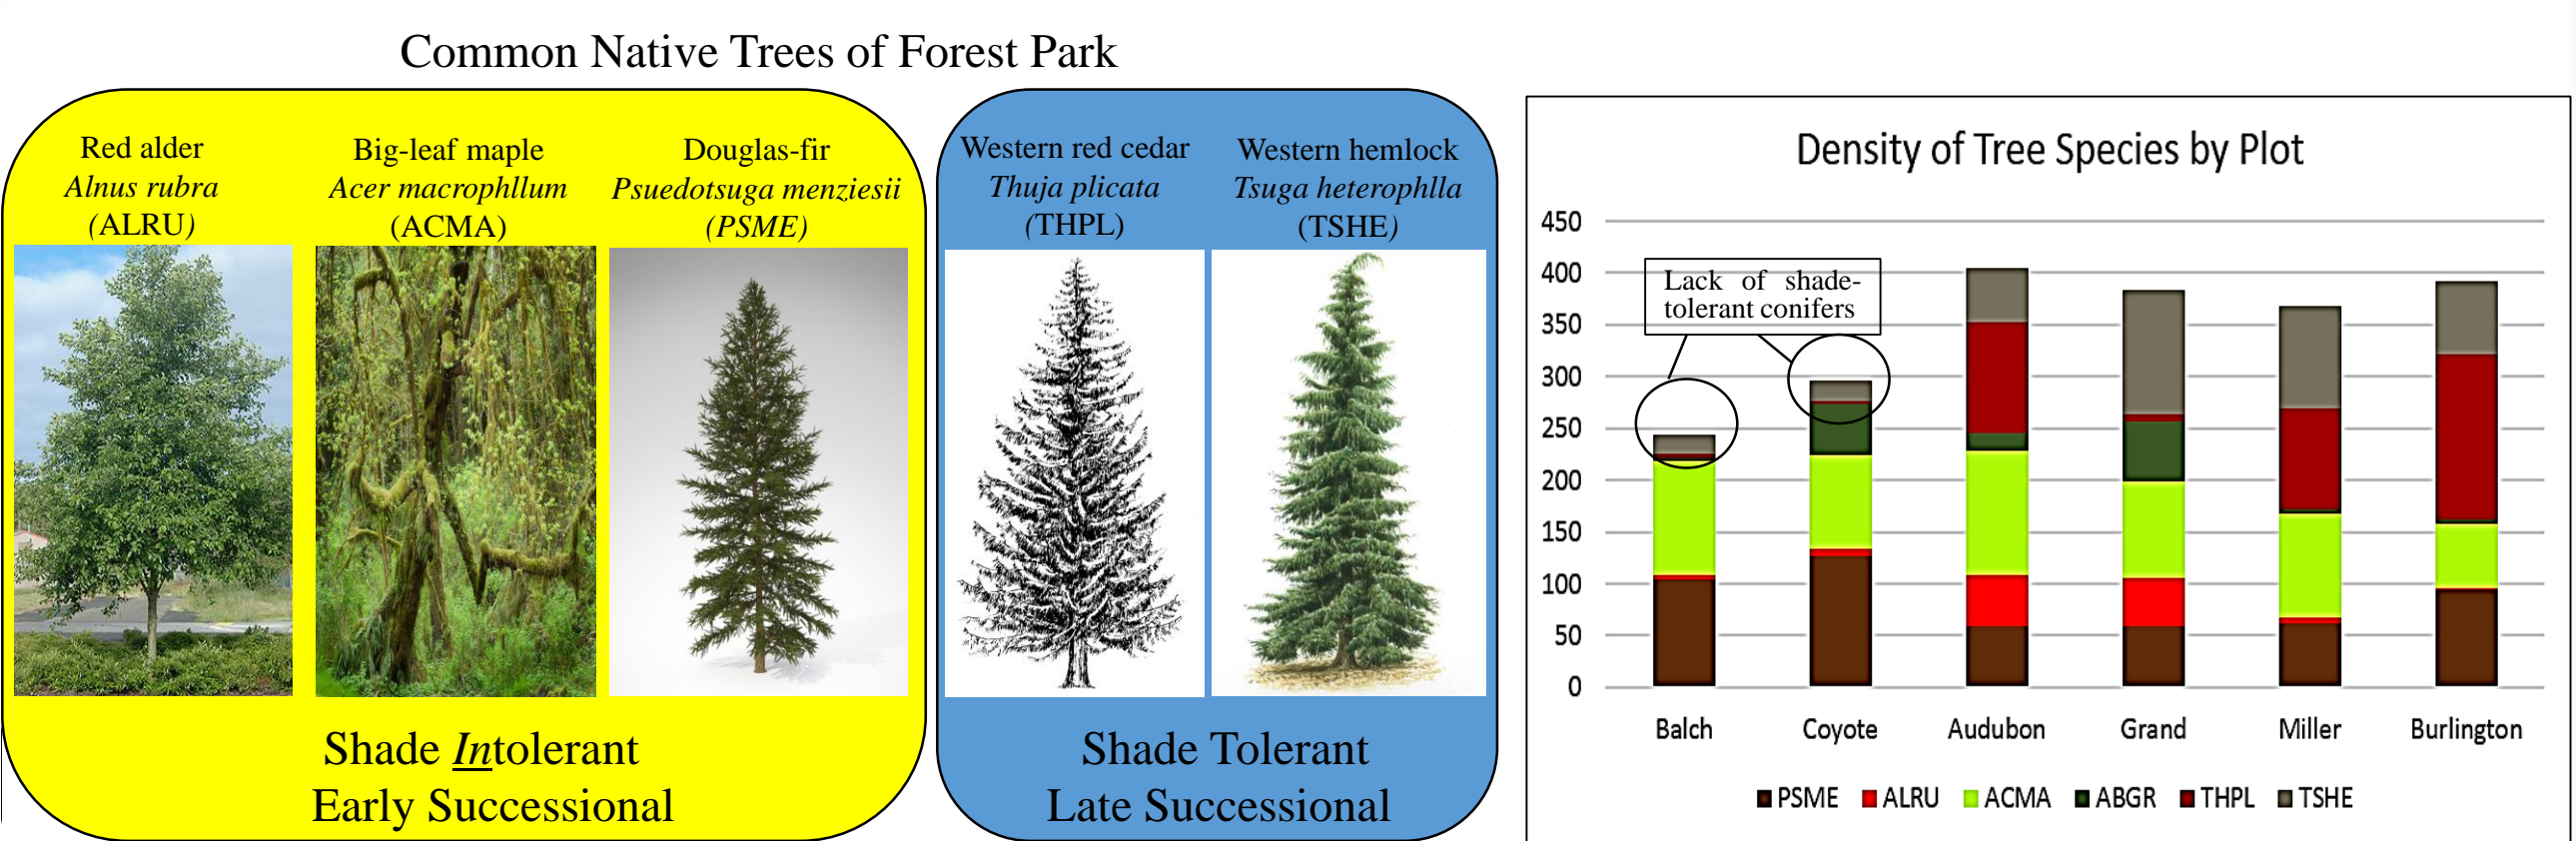 Common Native Trees of Forest Park
Red alder
Alnus rubra
(ALRU)
Big-leaf maple
Acer macrophllum
(ACMA)
Douglas-fir
Psuedotsuga menziesii
(PSME)
Shade Intolerant
Early Successional
Western red cedar
Thuja plicata
(THPL)
Western hemlock
Tsuga heterophlla
(TSHE)
Shade Tolerant
Late Successional
Density of Tree Species by Plot
450
400
350
300
250
200
150
100
50
0
Lack of shade-
tolerant conifers
Balch Coyote Audubon Grand Miller Burlington
PSME ALRU ACMA ABGR THPL TSHE